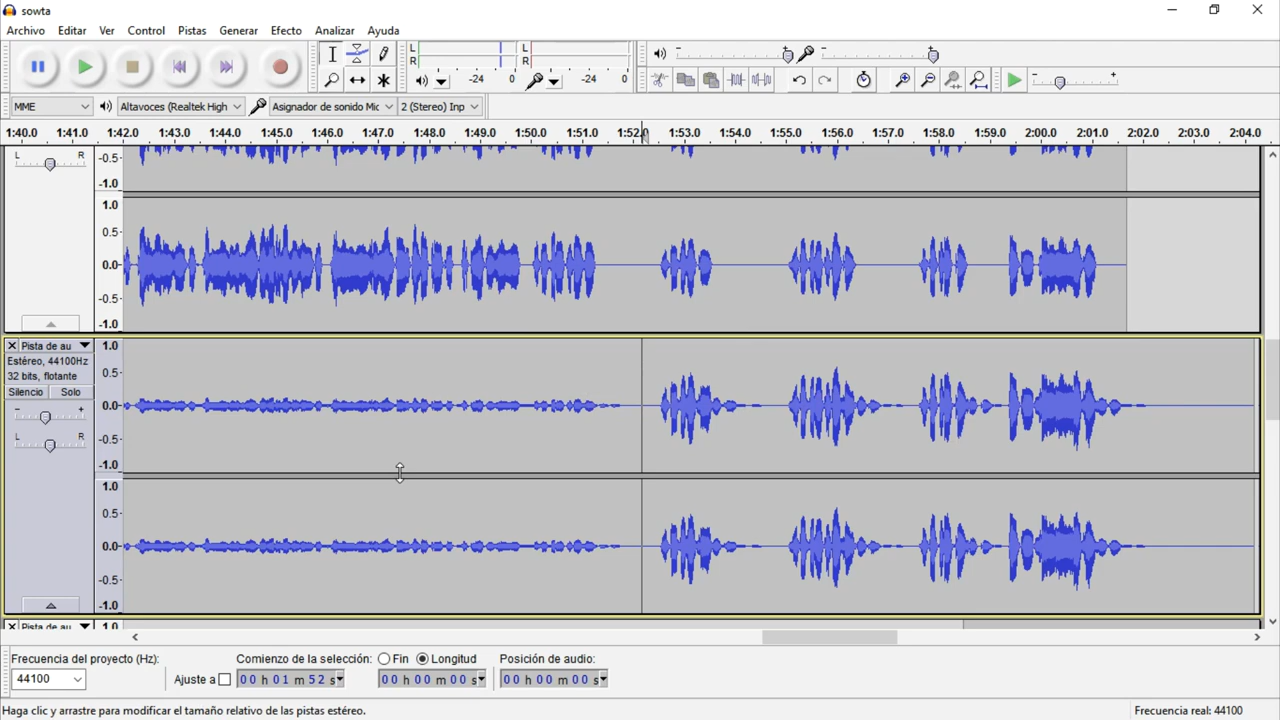 sowta
Archivo Editar Ver Control Pistas Generar Efecto Analizar Ayuda
L R -24 0 L R -24 0
MME Altavoces (Realtek High Asignador de sonido Mic 2 (Stereo) Inp
1:40.0 1:41.0 1:42.0 1:43.0 1:44.0 1:45.0 1:46.0 1:47.0 1:48.0 1:49.0 1:50.0 1:51.0 1:52.0 1:53.0 1:54.0 1:55.0 1:56.0 1:57.0 1:58.0 1:59.0 2:00.0 2:01.0 2:02.0 2:03.0 2:04.0
L R -0.5
-1.0
1.0
0.5
0.0
-0.5
-1.0
Pista de au 1.0
Estéreo, 44100Hz
32 bits, flotante 0.5
Silencio Solo
- + 0.0
L R -0.5
-1.0
1.0
0.5
0.0
-0.5
-1.0
Pista de au 1.0
Frecuencia del proyecto (Hz): Comienzo de la selección: Fin Longitud Posición de audio:
44100 Ajuste a 00 h 01 m 52 s 00 h 00 m 00 s 00 h 00 m 00 s
Haga clic y arrastre para modificar el tamaño relativo de las pistas estéreo. Frecuencia real: 44100